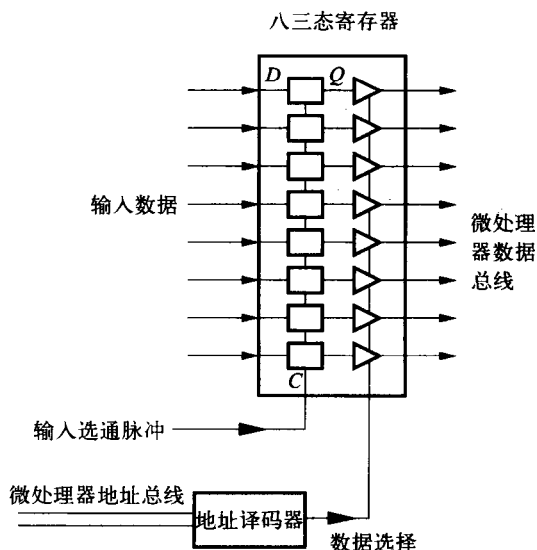 八三态寄存器
D
Q
输入数据
微处理
器数据
总线
C
输入选通脉冲
微处理器地址总线
地址译码器
数据选择